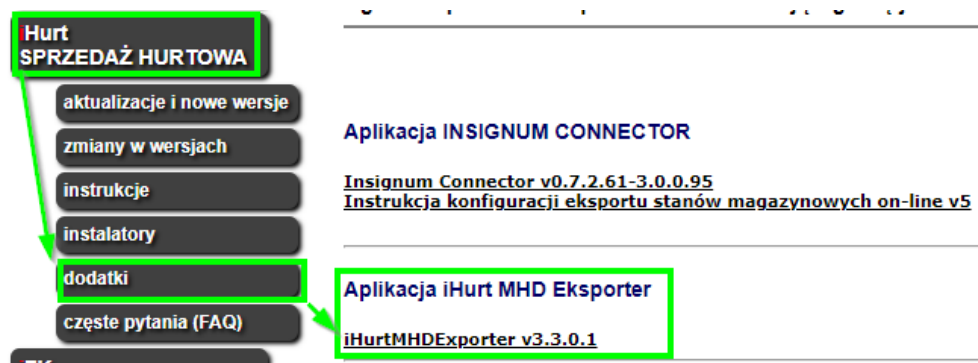 iHurt
SPRZEDAŻ HURTOWA
aktualizacje i nowe wersje
zmiany w wersjach
instrukcje
instalatory
dodatki
częste pytania (FAQ)
Aplikacja INSIGNUM CONNECTOR
Insignum Connector v0.7.2.61-3.0.0.95
Instrukcja konfiguracji eksportu stanów magazynowych on-line v5
Aplikacja iHurt MHD Eksporter
iHurtMHDExporter v3.3.0.1